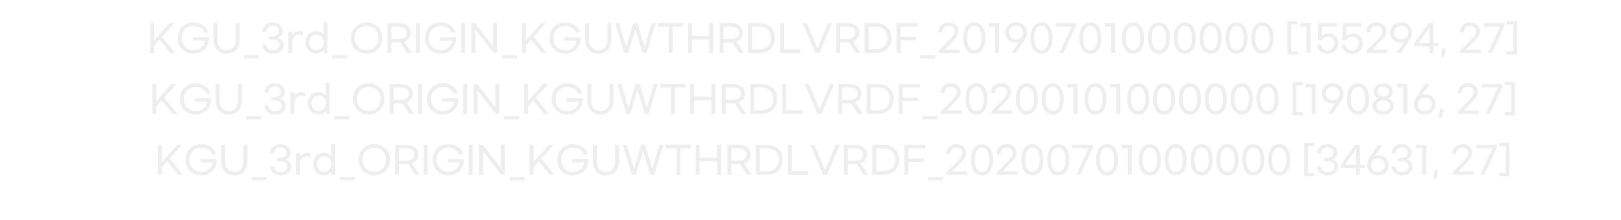 KGU_3rd_ORIGIN_KGUWTHRDLVRDF_20190701000000 [155294, 27]
KGU_3rd_ORIGIN_KGUWTHRDLVRDF_20200101000000 [190816, 27]
KGU_3rd_ORIGIN_KGUWTHRDLVRDF_20200701000000 [34631, 27]